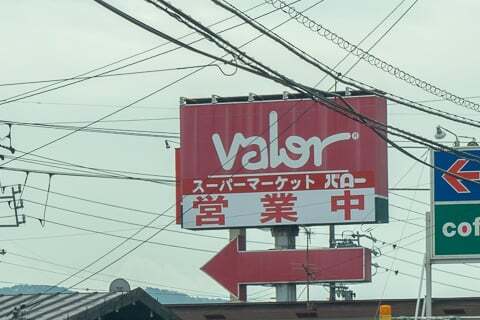 valor®
スーパーマーケット バロー
営業中
cof